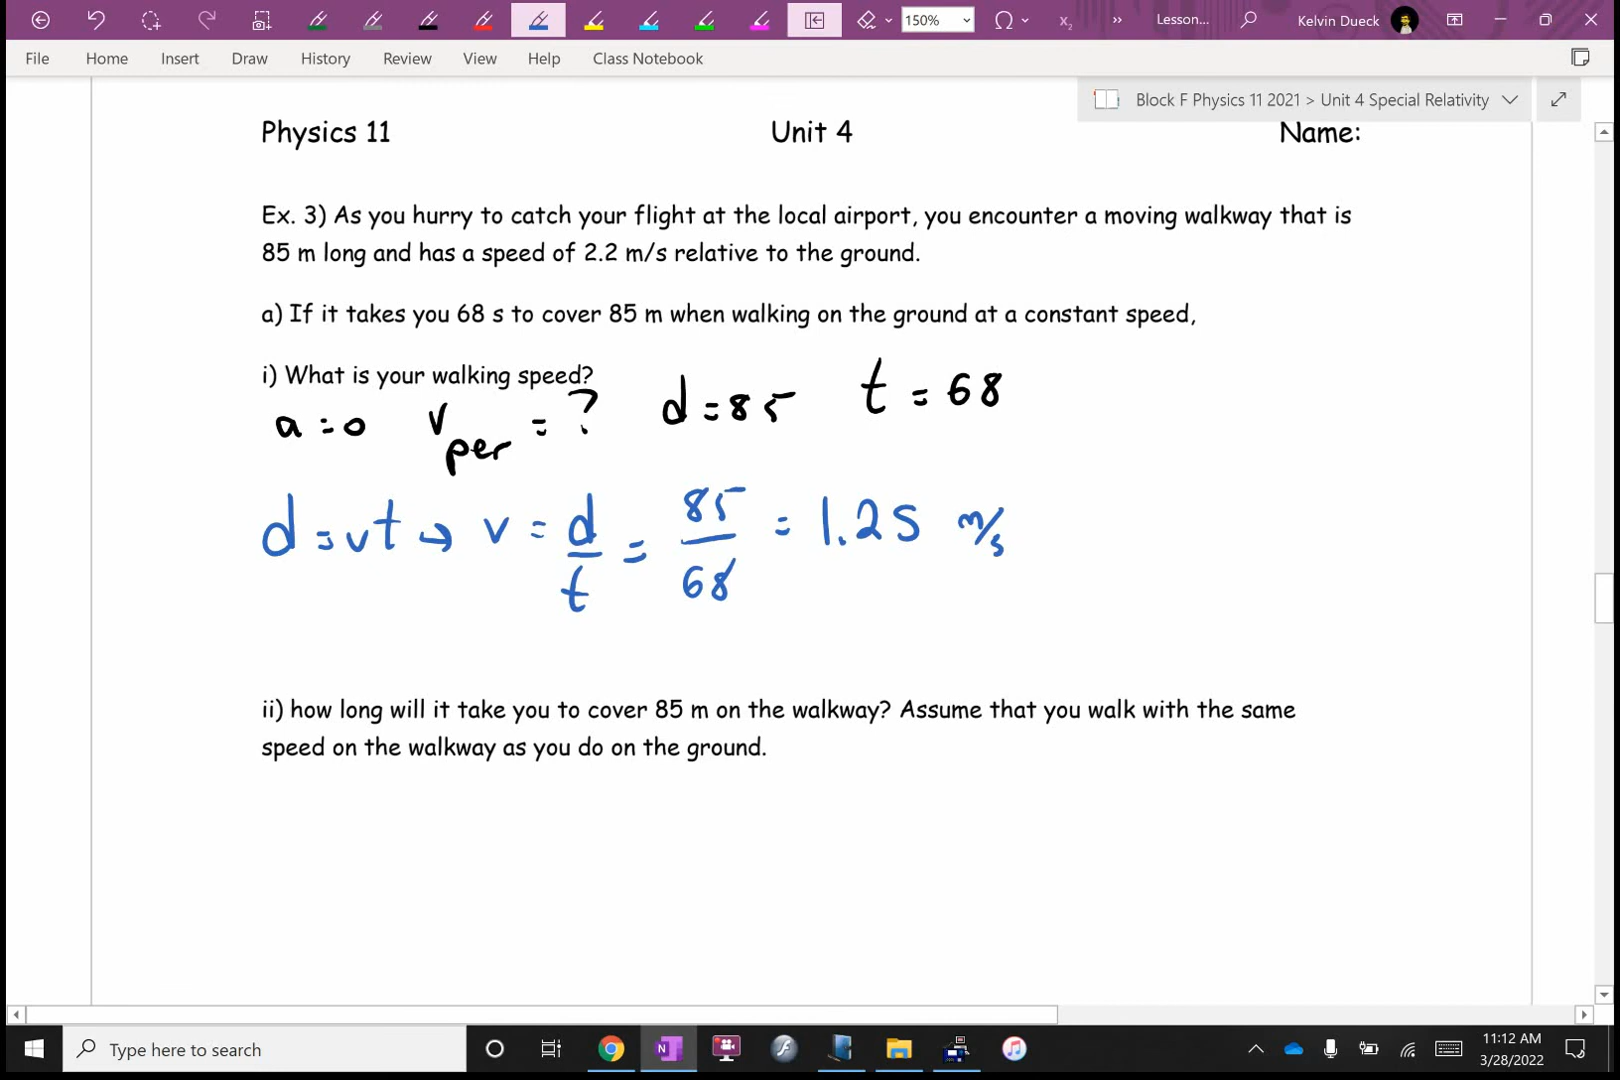 150%
Lesson...
Kelvin Dueck
File Home Insert Draw History Review View Help Class Notebook
Block F Physics 11 2021 > Unit 4 Special Relativity
Physics 11 Unit 4 Name:
Ex. 3) As you hurry to catch your flight at the local airport, you encounter a moving walkway that is
85 m long and has a speed of 2.2 m/s relative to the ground.
a) If it takes you 68 s to cover 85 m when walking on the ground at a constant speed,
i) What is your walking speed?
a = 0 v per = ? d = 85 t = 68
d = vt → v = d/t = 85/68 = 1.25 m/s
ii) how long will it take you to cover 85 m on the walkway? Assume that you walk with the same
speed on the walkway as you do on the ground.
Type here to search
11:12 AM
3/28/2022